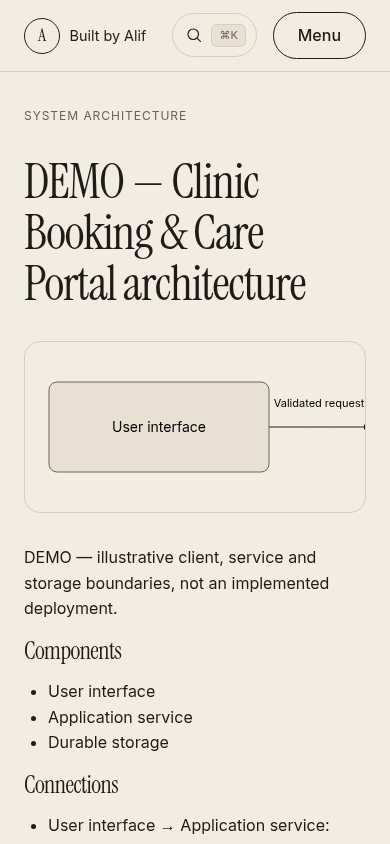 A Built by Alif ⌘K Menu
SYSTEM ARCHITECTURE
DEMO — Clinic
Booking & Care
Portal architecture
Validated request
User interface
DEMO — illustrative client, service and
storage boundaries, not an implemented
deployment.
Components
• User interface
• Application service
• Durable storage
Connections
• User interface → Application service: